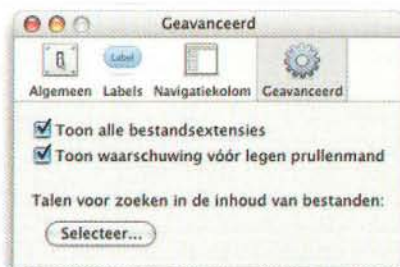 Geavanceerd
Label
Algemeen Labels Navigatiekolom Geavanceerd
Toon alle bestandsextensies
Toon waarschuwing vóór legen prullenmand
Talen voor zoeken in de inhoud van bestanden:
Selecteer...